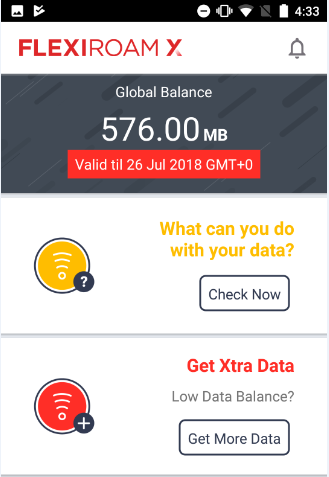 4:33
FLEXIROAM X
Global Balance
576.00 MB
Valid til 26 Jul 2018 GMT+0
What can you do
with your data?
?
Check Now
Get Xtra Data
Low Data Balance?
+
Get More Data